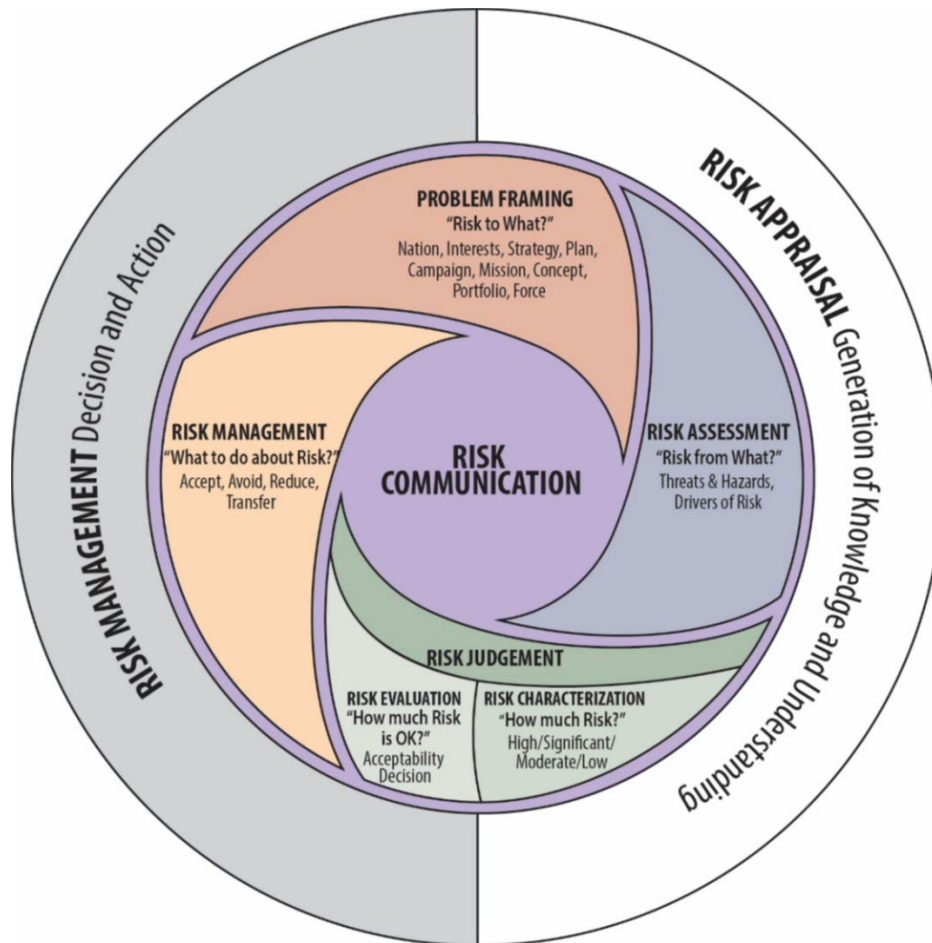 RISK MANAGEMENT Decision and Action
RISK APPRAISAL Generation of Knowledge and Understanding
PROBLEM FRAMING
"Risk to What?"
Nation, Interests, Strategy, Plan,
Campaign, Mission, Concept,
Portfolio, Force
RISK ASSESSMENT
"Risk from What?"
Threats & Hazards,
Drivers of Risk
RISK MANAGEMENT
"What to do about Risk?"
Accept, Avoid, Reduce,
Transfer
RISK
COMMUNICATION
RISK JUDGEMENT
RISK EVALUATION
"How much Risk
is OK?"
Acceptability
Decision
RISK CHARACTERIZATION
"How much Risk?"
High/Significant/
Moderate/Low